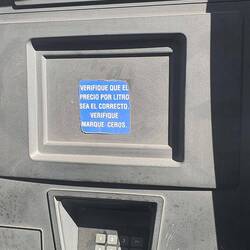 VERIFIQUE QUE EL
PRECIO POR LITRO
SEA EL CORRECTO.
VERIFIQUE
MARQUE CEROS.